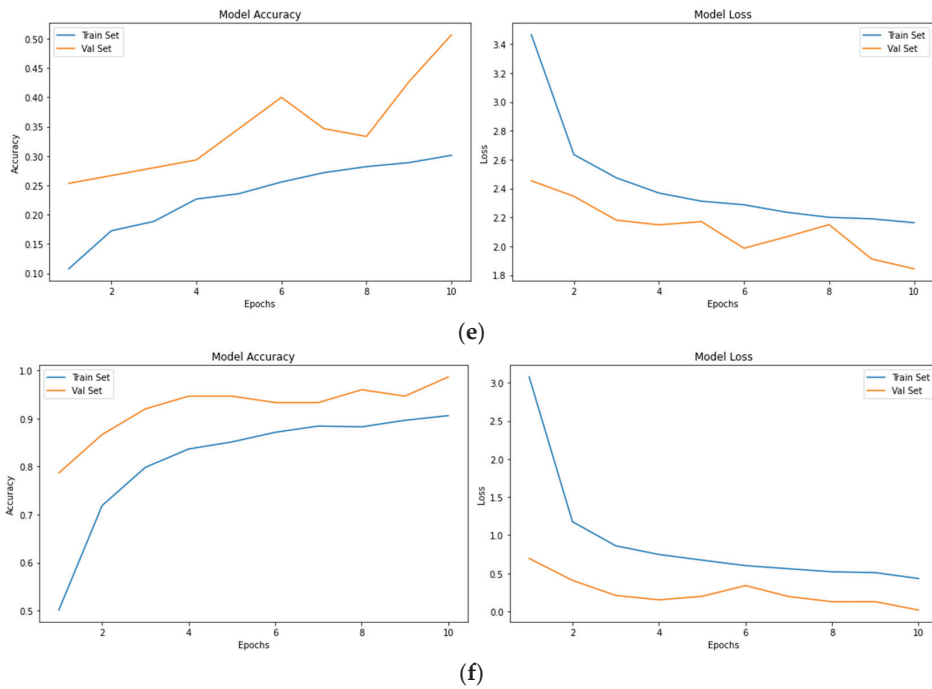 Model Accuracy
Train Set
Val Set
0.50
0.45
0.40
0.35
0.30
0.25
0.20
0.15
0.10
Accuracy
2 4 6 8 10
Epochs
Model Loss
Train Set
Val Set
3.4
3.2
3.0
2.8
2.6
2.4
2.2
2.0
1.8
Loss
2 4 6 8 10
Epochs
(e)
Model Accuracy
Train Set
Val Set
1.0
0.9
0.8
0.7
0.6
0.5
Accuracy
2 4 6 8 10
Epochs
Model Loss
Train Set
Val Set
3.0
2.5
2.0
1.5
1.0
0.5
0.0
Loss
2 4 6 8 10
Epochs
(f)